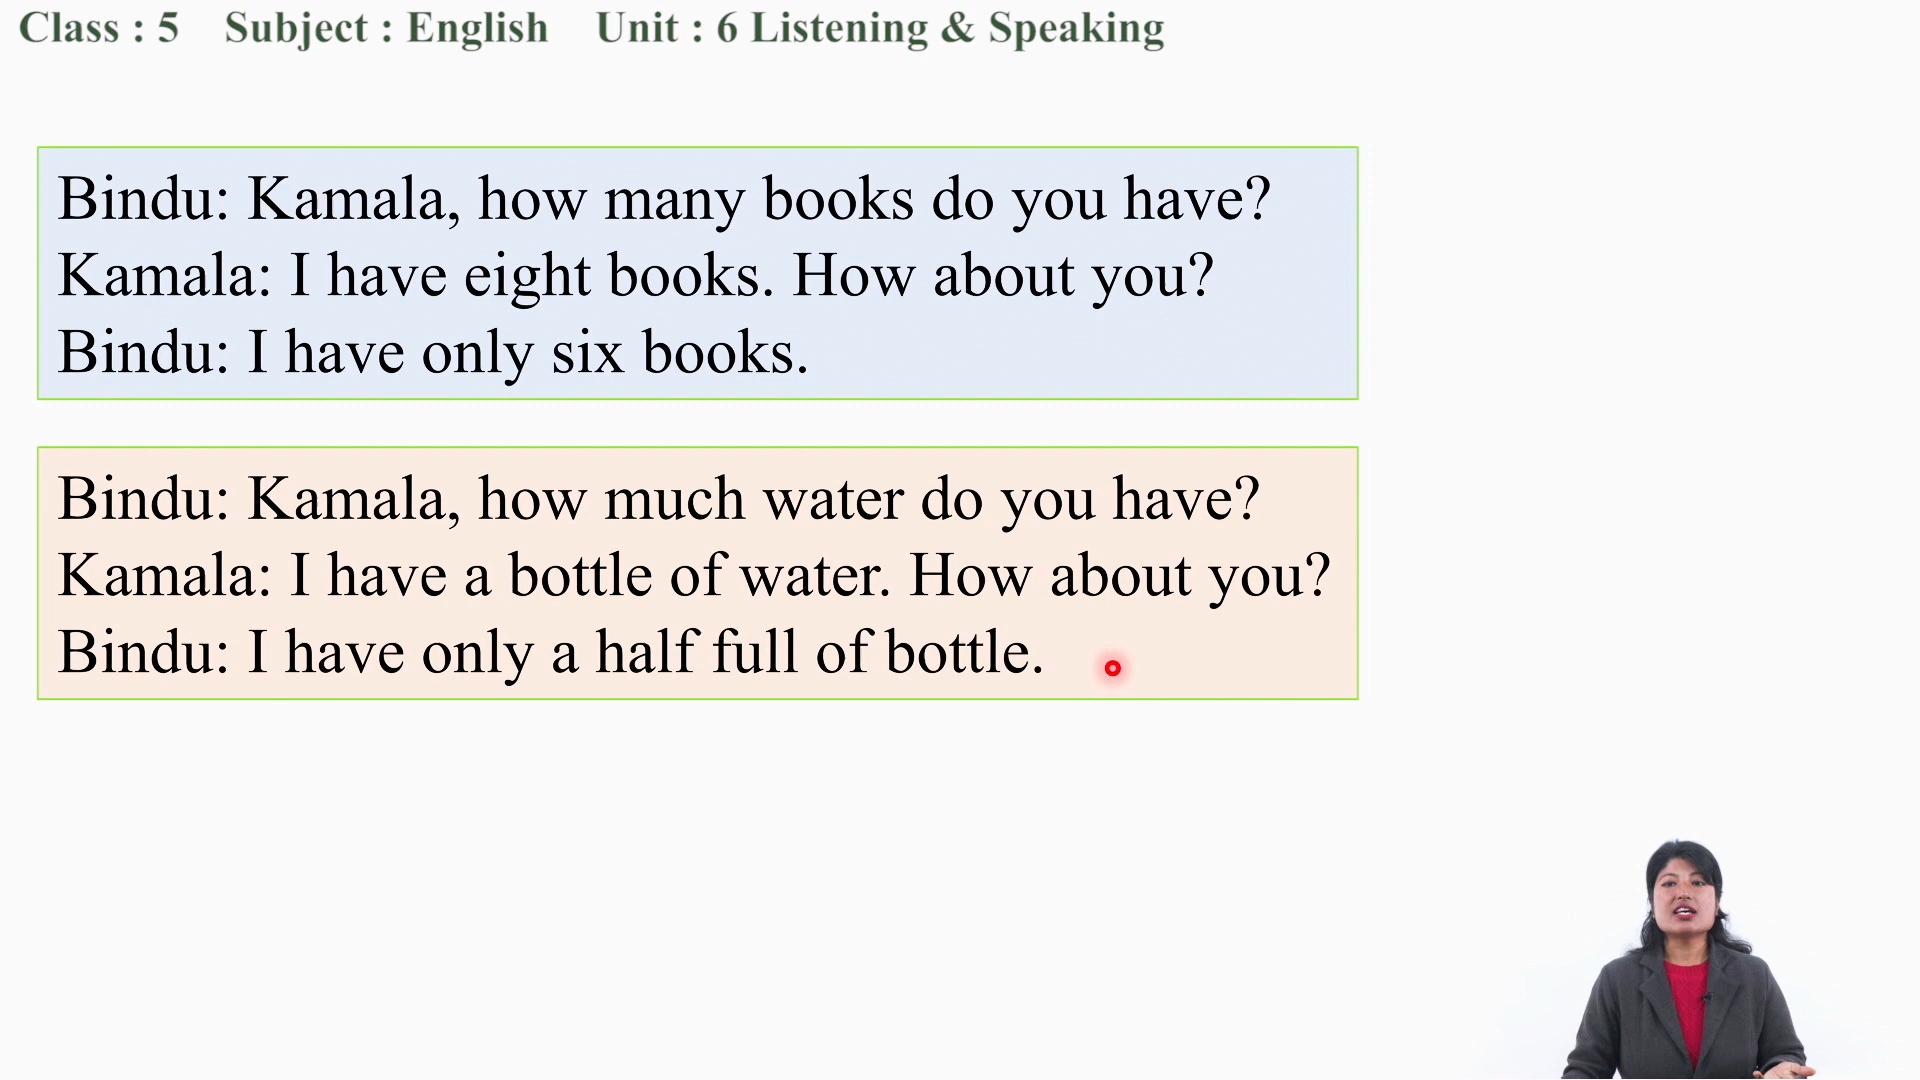 Class : 5 Subject : English Unit : 6 Listening & Speaking
Bindu: Kamala, how many books do you have?
Kamala: I have eight books. How about you?
Bindu: I have only six books.
Bindu: Kamala, how much water do you have?
Kamala: I have a bottle of water. How about you?
Bindu: I have only a half full of bottle.